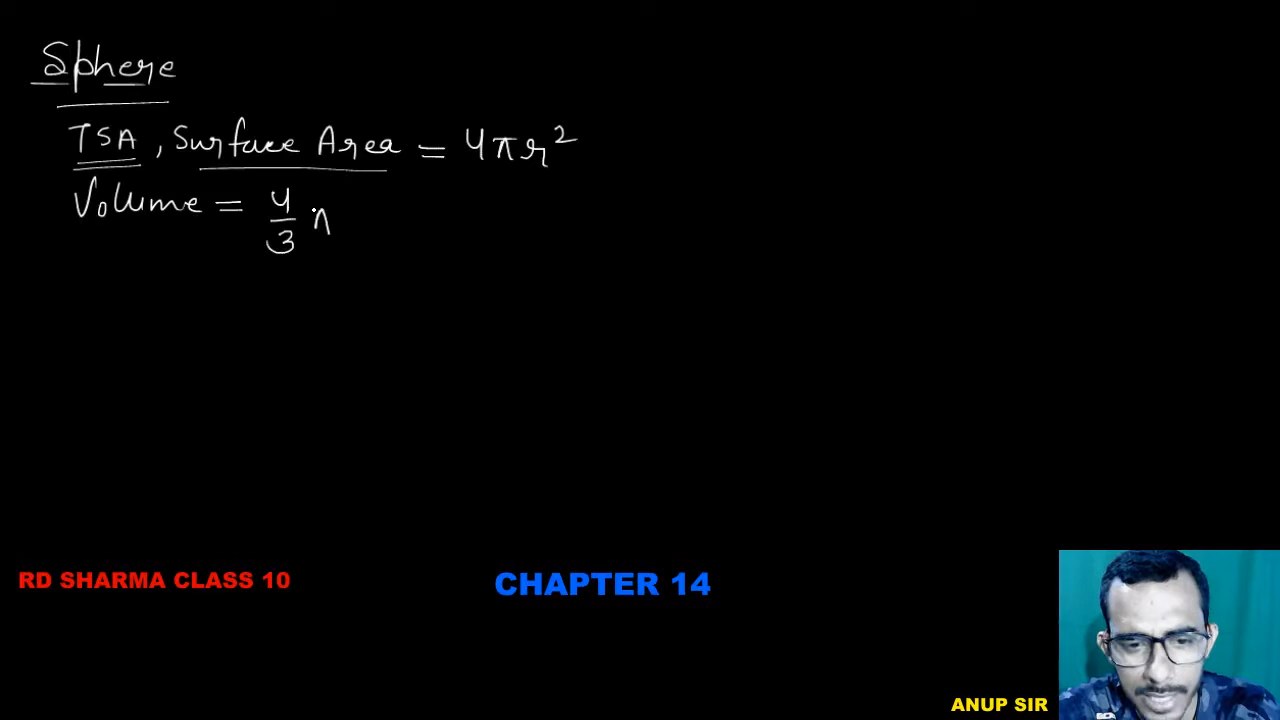 Sphere
TSA, Surface Area = 4πr²
Volume = 4/3
RD SHARMA CLASS 10
CHAPTER 14
ANUP SIR